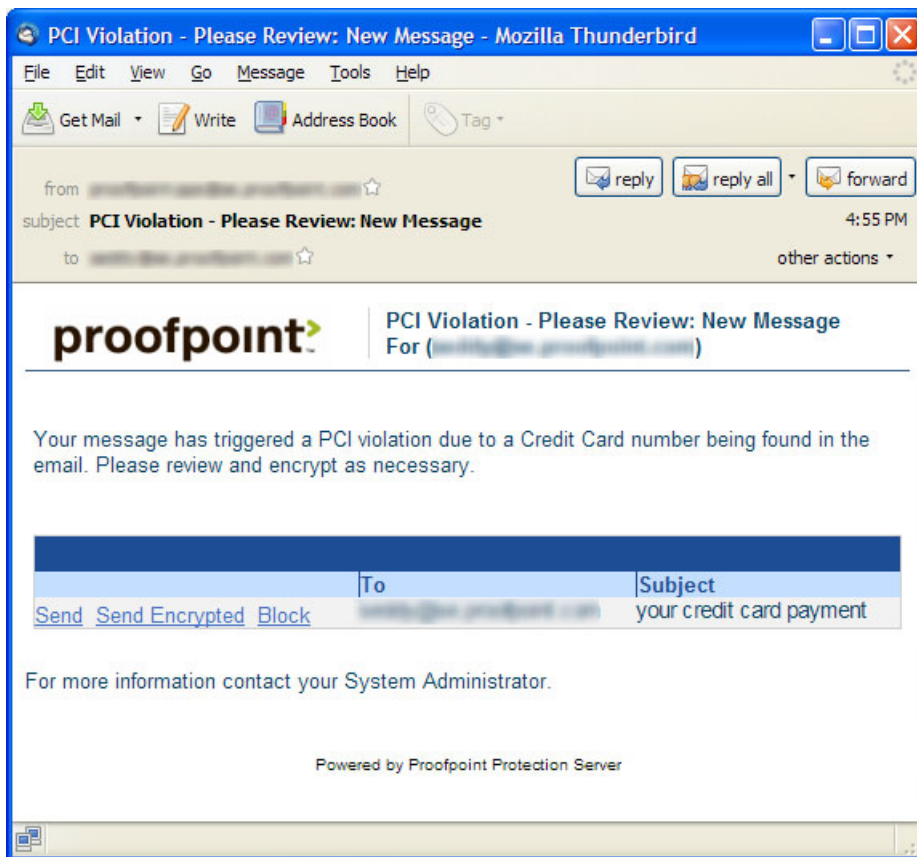 PCI Violation - Please Review: New Message - Mozilla Thunderbird
File Edit View Go Message Tools Help
Get Mail Write Address Book Tag
from reply reply all forward
subject PCI Violation - Please Review: New Message 4:55 PM
to other actions
proofpoint
PCI Violation - Please Review: New Message
For ( )
Your message has triggered a PCI violation due to a Credit Card number being found in the
email. Please review and encrypt as necessary.
To Subject
Send Send Encrypted Block your credit card payment
For more information contact your System Administrator.
Powered by Proofpoint Protection Server